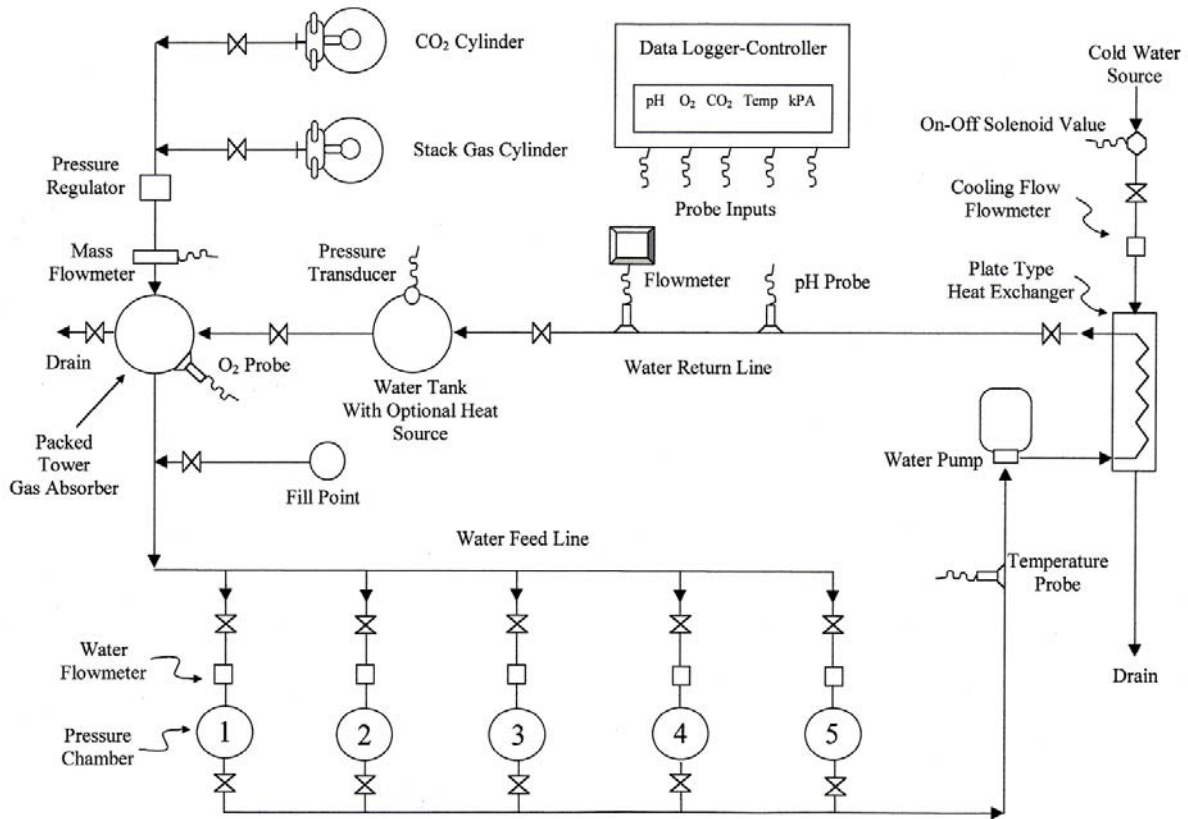 CO₂ Cylinder
Stack Gas Cylinder
Pressure
Regulator
Mass
Flowmeter
Drain
O₂ Probe
Packed
Tower
Gas Absorber
Pressure
Transducer
Water Tank
With Optional Heat
Source
Fill Point
Data Logger-Controller
pH O₂ CO₂ Temp kPA
Probe Inputs
Flowmeter
pH Probe
Water Return Line
Cold Water
Source
On-Off Solenoid Value
Cooling Flow
Flowmeter
Plate Type
Heat Exchanger
Water Pump
Temperature
Probe
Drain
Water Feed Line
Water
Flowmeter
Pressure
Chamber
1 2 3 4 5